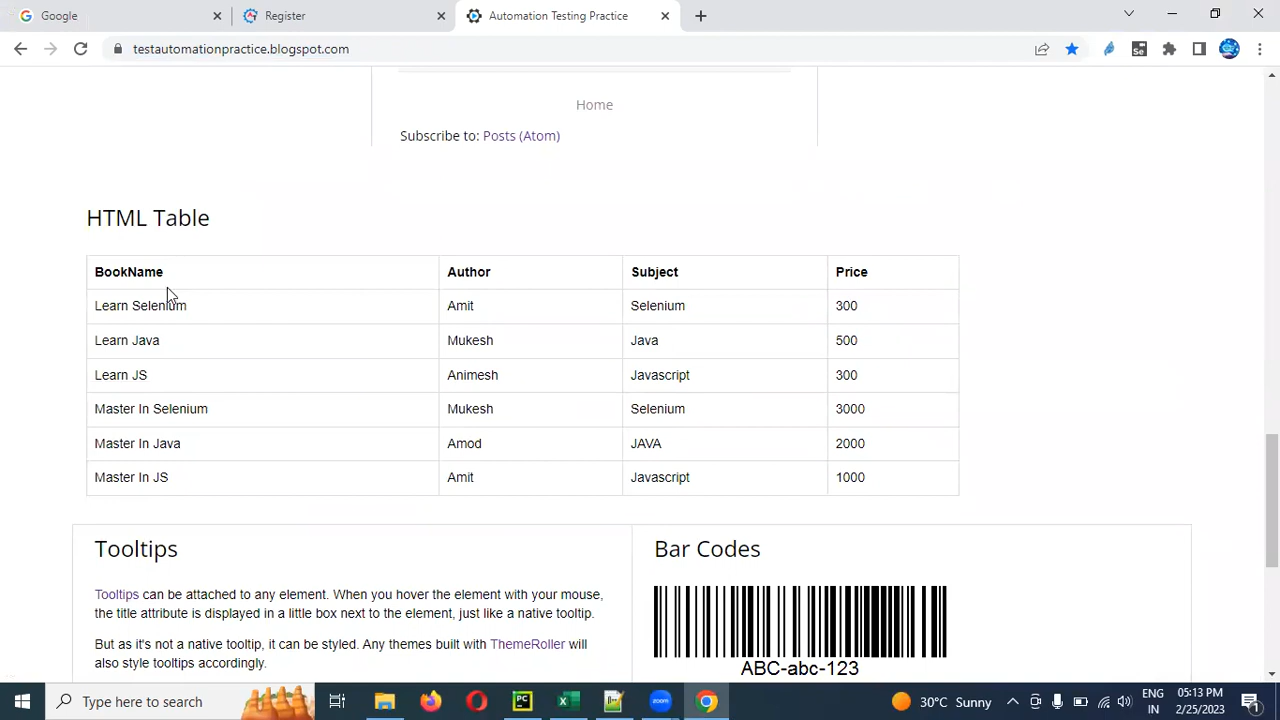 Google
Register
Automation Testing Practice
testautomationpractice.blogspot.com
Se
Home
Subscribe to: Posts (Atom)
HTML Table
BookName Author Subject Price
Learn Selenium Amit Selenium 300
Learn Java Mukesh Java 500
Learn JS Animesh Javascript 300
Master In Selenium Mukesh Selenium 3000
Master In Java Amod JAVA 2000
Master In JS Amit Javascript 1000
Tooltips
Tooltips can be attached to any element. When you hover the element with your mouse,
the title attribute is displayed in a little box next to the element, just like a native tooltip.
But as it's not a native tooltip, it can be styled. Any themes built with ThemeRoller will
also style tooltips accordingly.
Bar Codes
ABC-abc-123
Type here to search
PC
zoom
30°C Sunny
ENG
IN
05:13 PM
2/25/2023
1